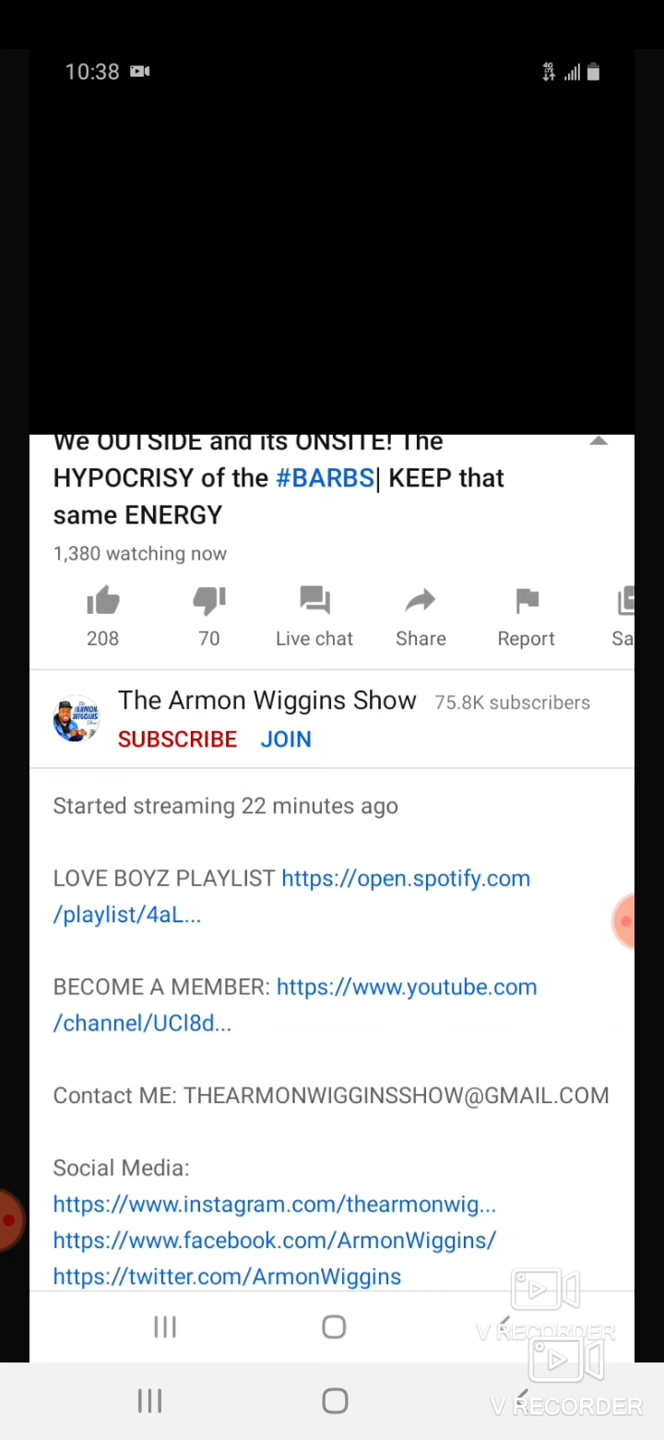 10:38
We OUTSIDE and its ONSITE! The
HYPOCRISY of the #BARBS| KEEP that
same ENERGY
1,380 watching now
208
70
Live chat
Share
Report
Sa
The Armon Wiggins Show 75.8K subscribers
SUBSCRIBE JOIN
Started streaming 22 minutes ago
LOVE BOYZ PLAYLIST https://open.spotify.com
/playlist/4aL...
BECOME A MEMBER: https://www.youtube.com
/channel/UCl8d...
Contact ME: THEARMONWIGGINSSHOW@GMAIL.COM
Social Media:
https://www.instagram.com/thearmonwig...
https://www.facebook.com/ArmonWiggins/
https://twitter.com/ArmonWiggins
V RECORDER
V RECORDER